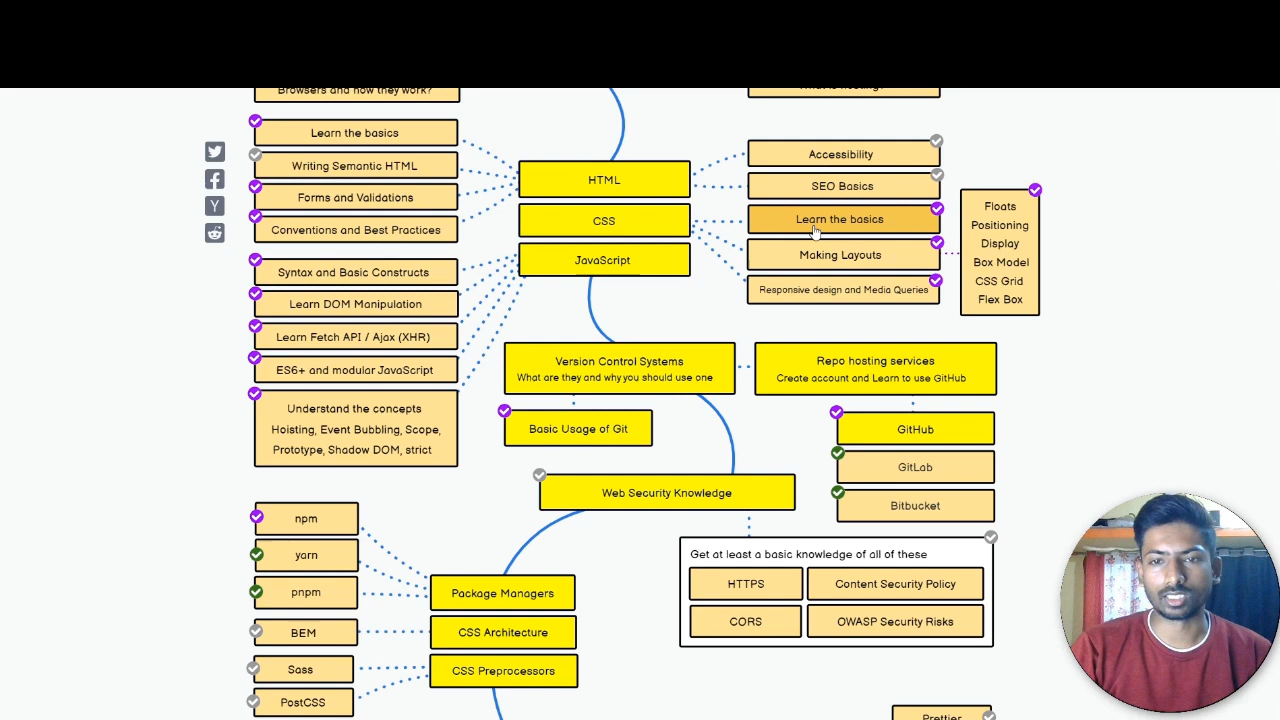 Browsers and how they work?
Learn the basics
Writing Semantic HTML
Forms and Validations
Conventions and Best Practices
Syntax and Basic Constructs
Learn DOM Manipulation
Learn Fetch API / Ajax (XHR)
ES6+ and modular JavaScript
Understand the concepts
Hoisting, Event Bubbling, Scope,
Prototype, Shadow DOM, strict
HTML
CSS
JavaScript
What is hosting?
Accessibility
SEO Basics
Learn the basics
Making Layouts
Responsive design and Media Queries
Floats
Positioning
Display
Box Model
CSS Grid
Flex Box
Version Control Systems
What are they and why you should use one
Basic Usage of Git
Repo hosting services
Create account and Learn to use GitHub
GitHub
GitLab
Bitbucket
Web Security Knowledge
Get at least a basic knowledge of all of these
HTTPS
Content Security Policy
CORS
OWASP Security Risks
npm
yarn
pnpm
Package Managers
BEM
CSS Architecture
Sass
PostCSS
CSS Preprocessors
Prettier
Y